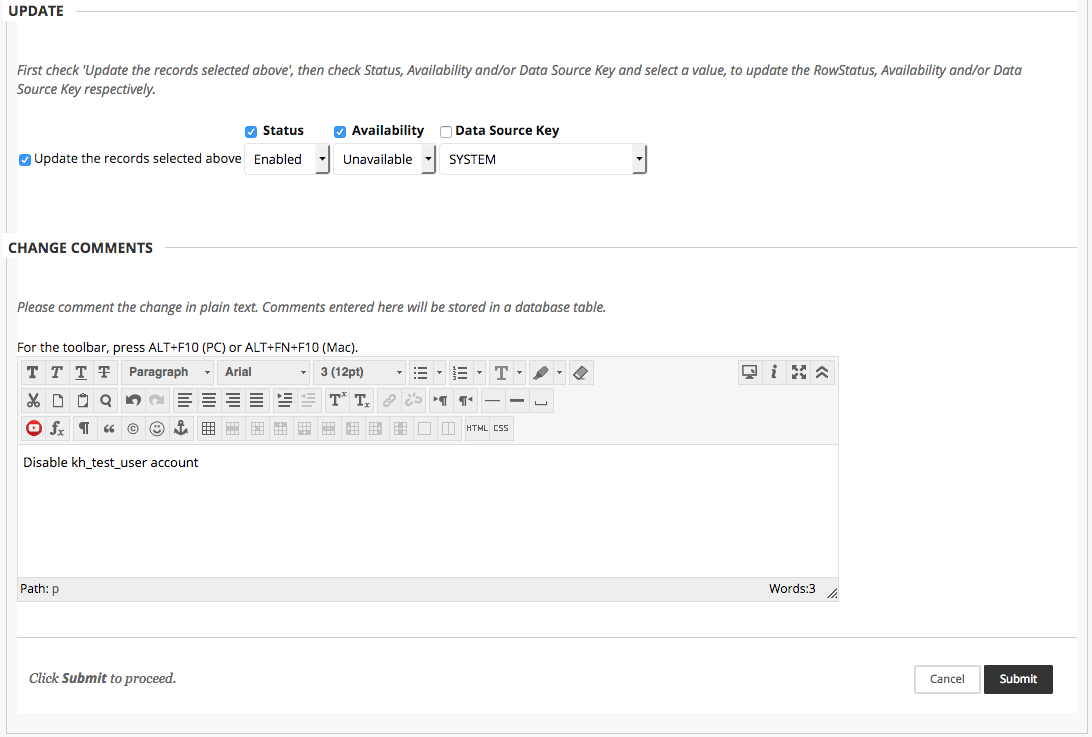 UPDATE
First check 'Update the records selected above', then check Status, Availability and/or Data Source Key and select a value, to update the RowStatus, Availability and/or Data
Source Key respectively.
Status Availability Data Source Key
Update the records selected above Enabled Unavailable SYSTEM
CHANGE COMMENTS
Please comment the change in plain text. Comments entered here will be stored in a database table.
For the toolbar, press ALT+F10 (PC) or ALT+FN+F10 (Mac).
T T T T Paragraph Arial 3 (12pt) T i
Tx Tx ¶ ¶
fx ¶ “ © HTML CSS
Disable kh_test_user account
Path: p Words:3
Click Submit to proceed. Cancel Submit